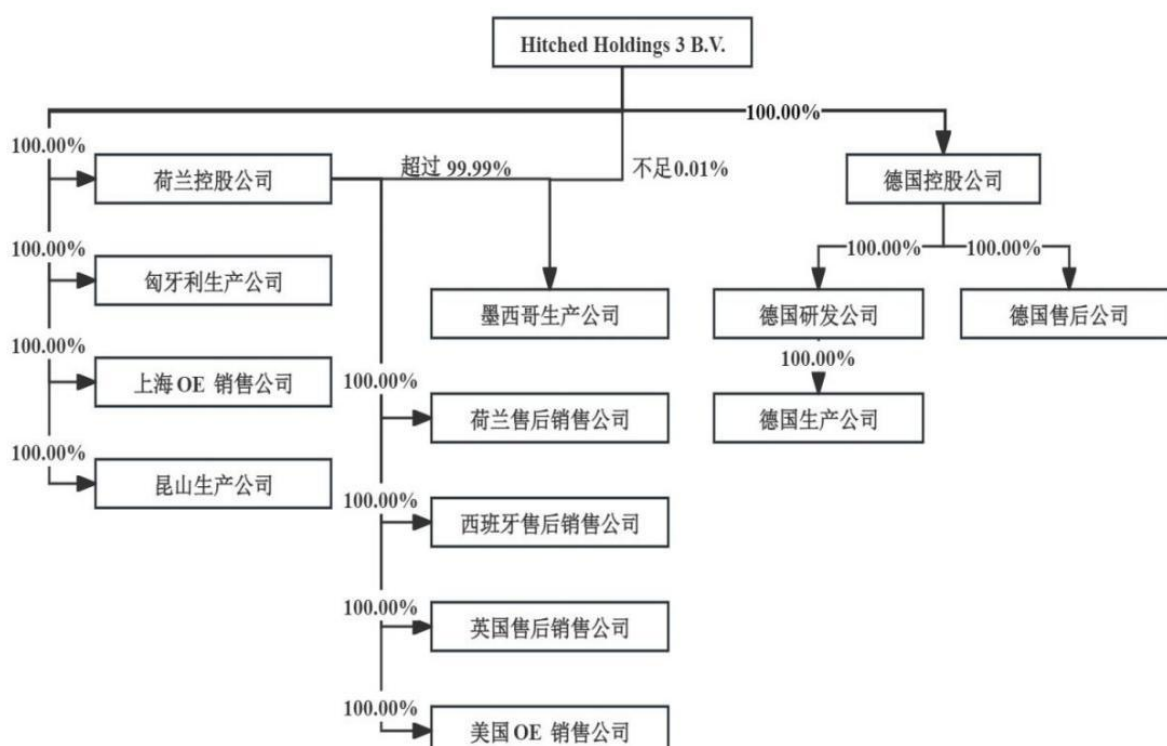 Hitched Holdings 3 B.V.
100.00%
100.00%
荷兰控股公司
超过 99.99%
不足0.01%
德国控股公司
100.00%
匈牙利生产公司
墨西哥生产公司
100.00%
100.00%
德国研发公司
德国售后公司
100.00%
上海 OE 销售公司
100.00%
荷兰售后销售公司
100.00%
德国生产公司
100.00%
昆山生产公司
100.00%
西班牙售后销售公司
100.00%
英国售后销售公司
100.00%
美国 OE 销售公司